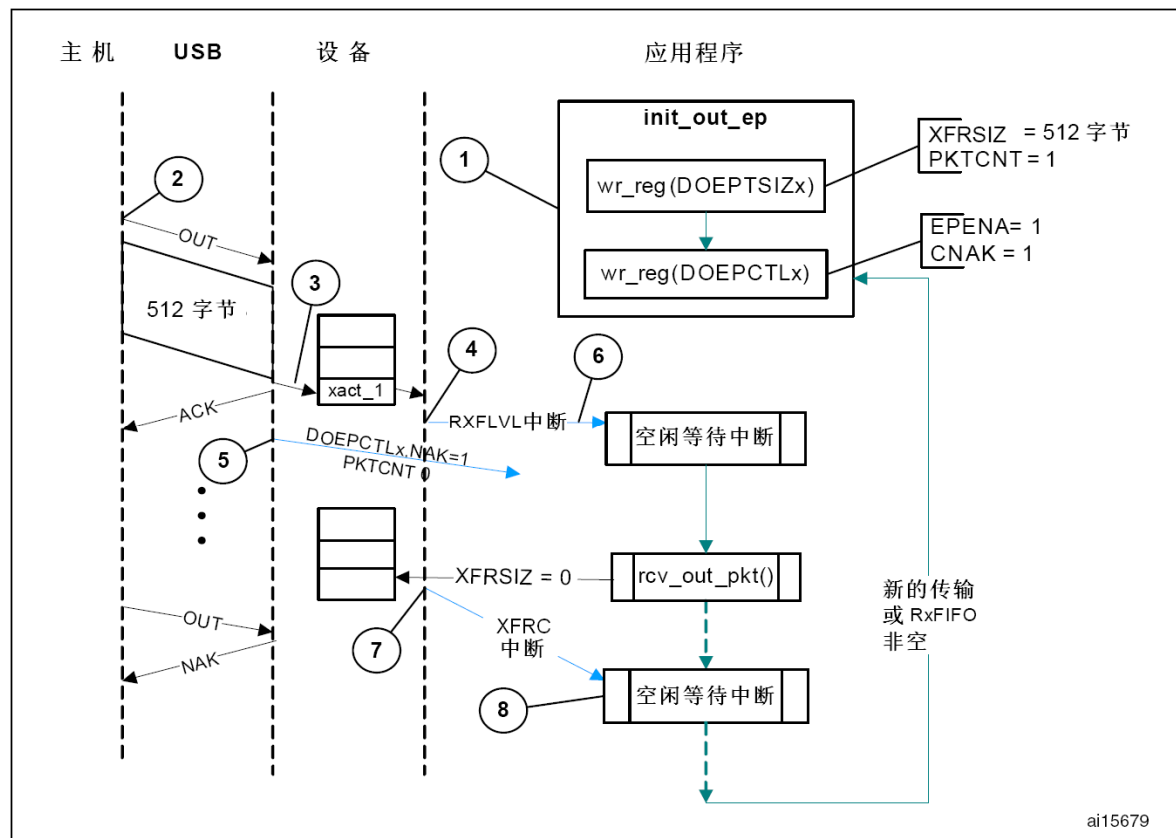 主 机 USB 设 备 应用程序
init_out_ep
XFRSIZ = 512 字节
PKTCNT = 1
1
wr_reg(DOEPTSIZx)
2
OUT
EPENA= 1
CNAK = 1
wr_reg(DOEPCTLx)
512 字节
3
4
6
xact_1
ACK
RXFLVL中断
空闲等待中断
5
DOEPCTLx.NAK=1
PKTCNT 0
XFRSIZ = 0
rcv_out_pkt()
新的传输
或 RxFIFO
非空
OUT
NAK
7
XFRC
中断
8
空闲等待中断
ai15679